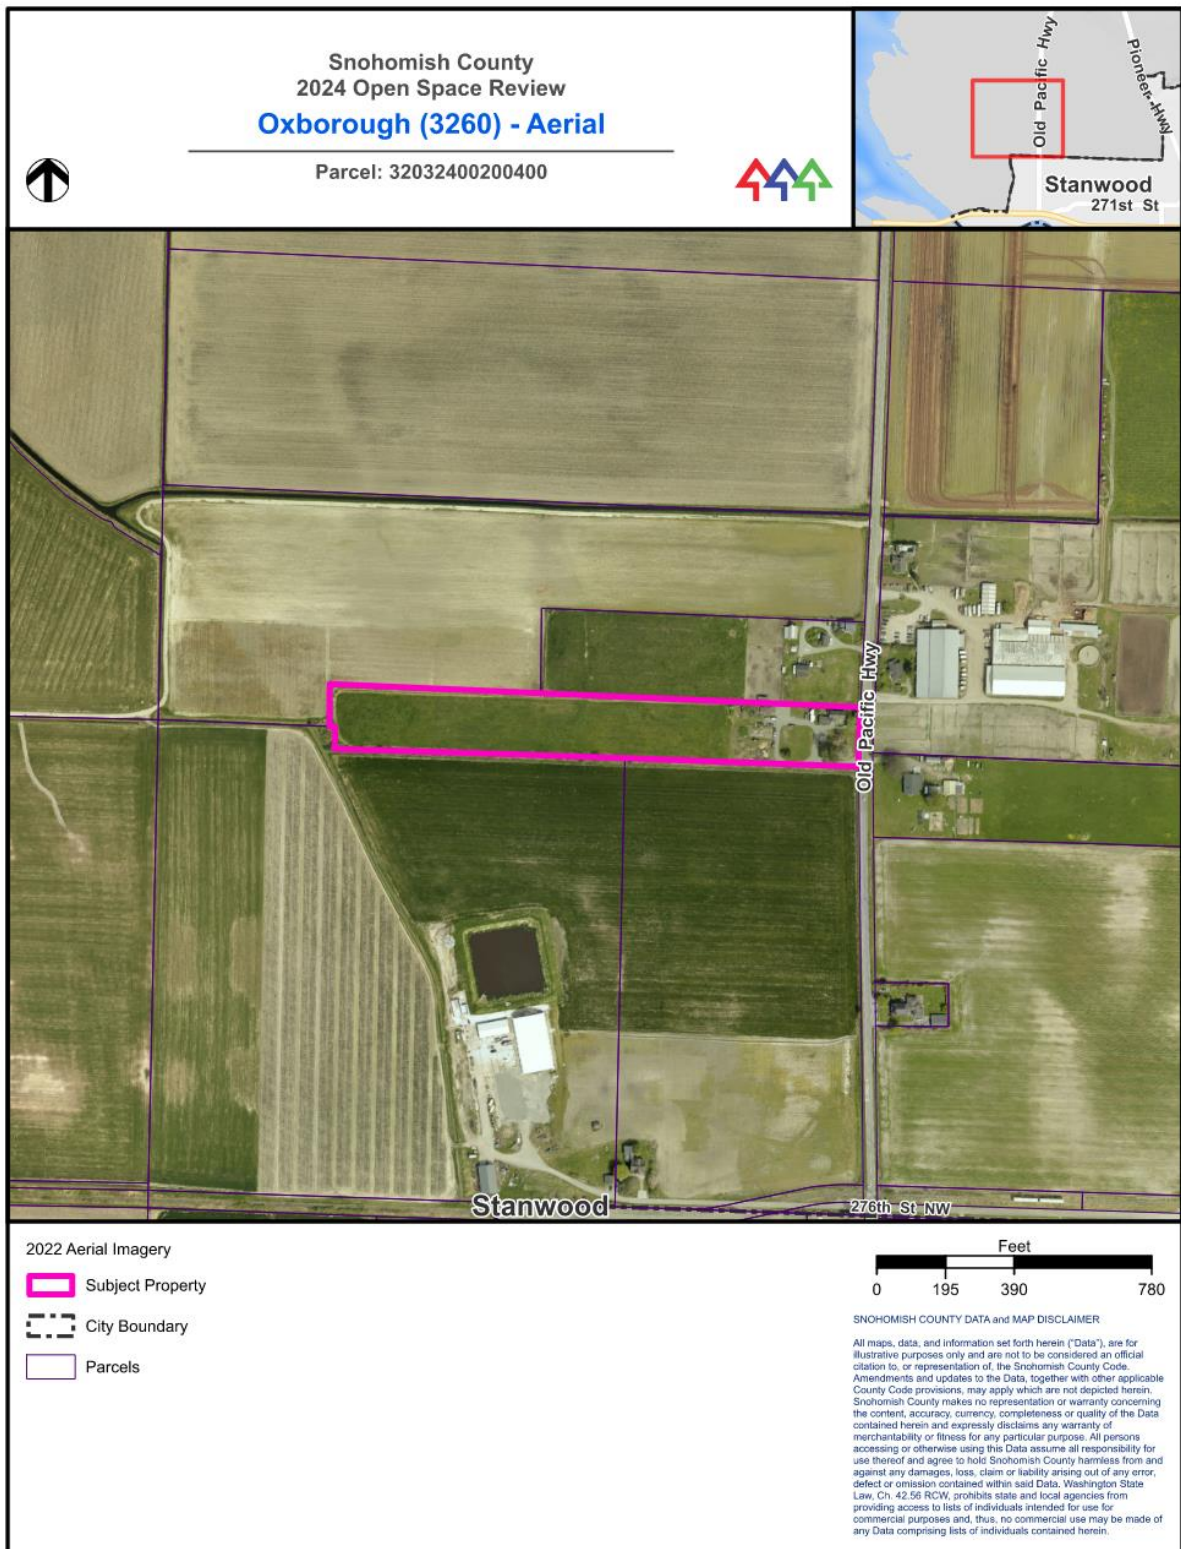 Snohomish County
2024 Open Space Review
Oxborough (3260) - Aerial
Parcel: 32032400200400
Old Pacific Hwy
Pioneer Hwy
Stanwood
271st St
Old Pacific Hwy
Stanwood
276th St NW
2022 Aerial Imagery
Subject Property
City Boundary
Parcels
Feet
0 195 390 780
SNOHOMISH COUNTY DATA and MAP DISCLAIMER
All maps, data, and information set forth herein ("Data"), are for
illustrative purposes only and are not to be considered an official
citation to, or representation of, the Snohomish County Code.
Amendments and updates to the Data, together with other applicable
County Code provisions, may apply which are not depicted herein.
Snohomish County makes no representation or warranty concerning
the content, accuracy, currency, completeness or quality of the Data
contained herein and expressly disclaims any warranty of
merchantability or fitness for any particular purpose. All persons
accessing or otherwise using this Data assume all responsibility for
use thereof and agree to hold Snohomish County harmless from and
against any damages, loss, claim or liability arising out of any error,
defect or omission contained within said Data. Washington State
Law, Ch. 42.56 RCW, prohibits state and local agencies from
providing access to lists of individuals intended for use for
commercial purposes and, thus, no commercial use may be made of
any Data comprising lists of individuals contained herein.